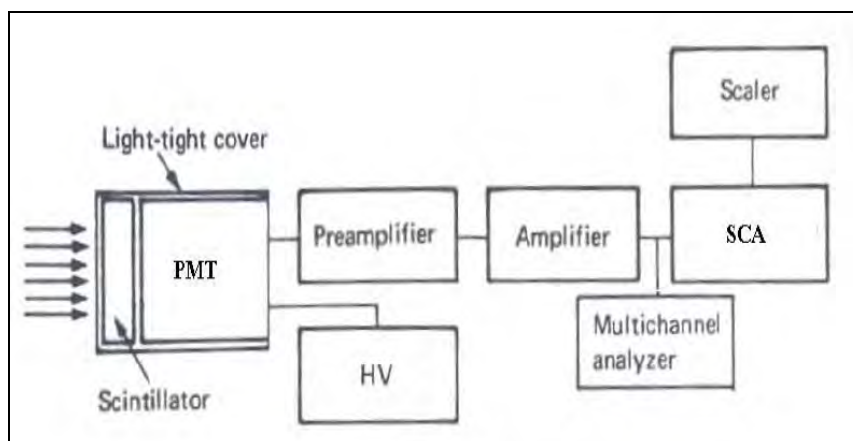 Scaler
Light-tight cover
PMT
Preamplifier
Amplifier
SCA
HV
Multichannel
analyzer
Scintillator